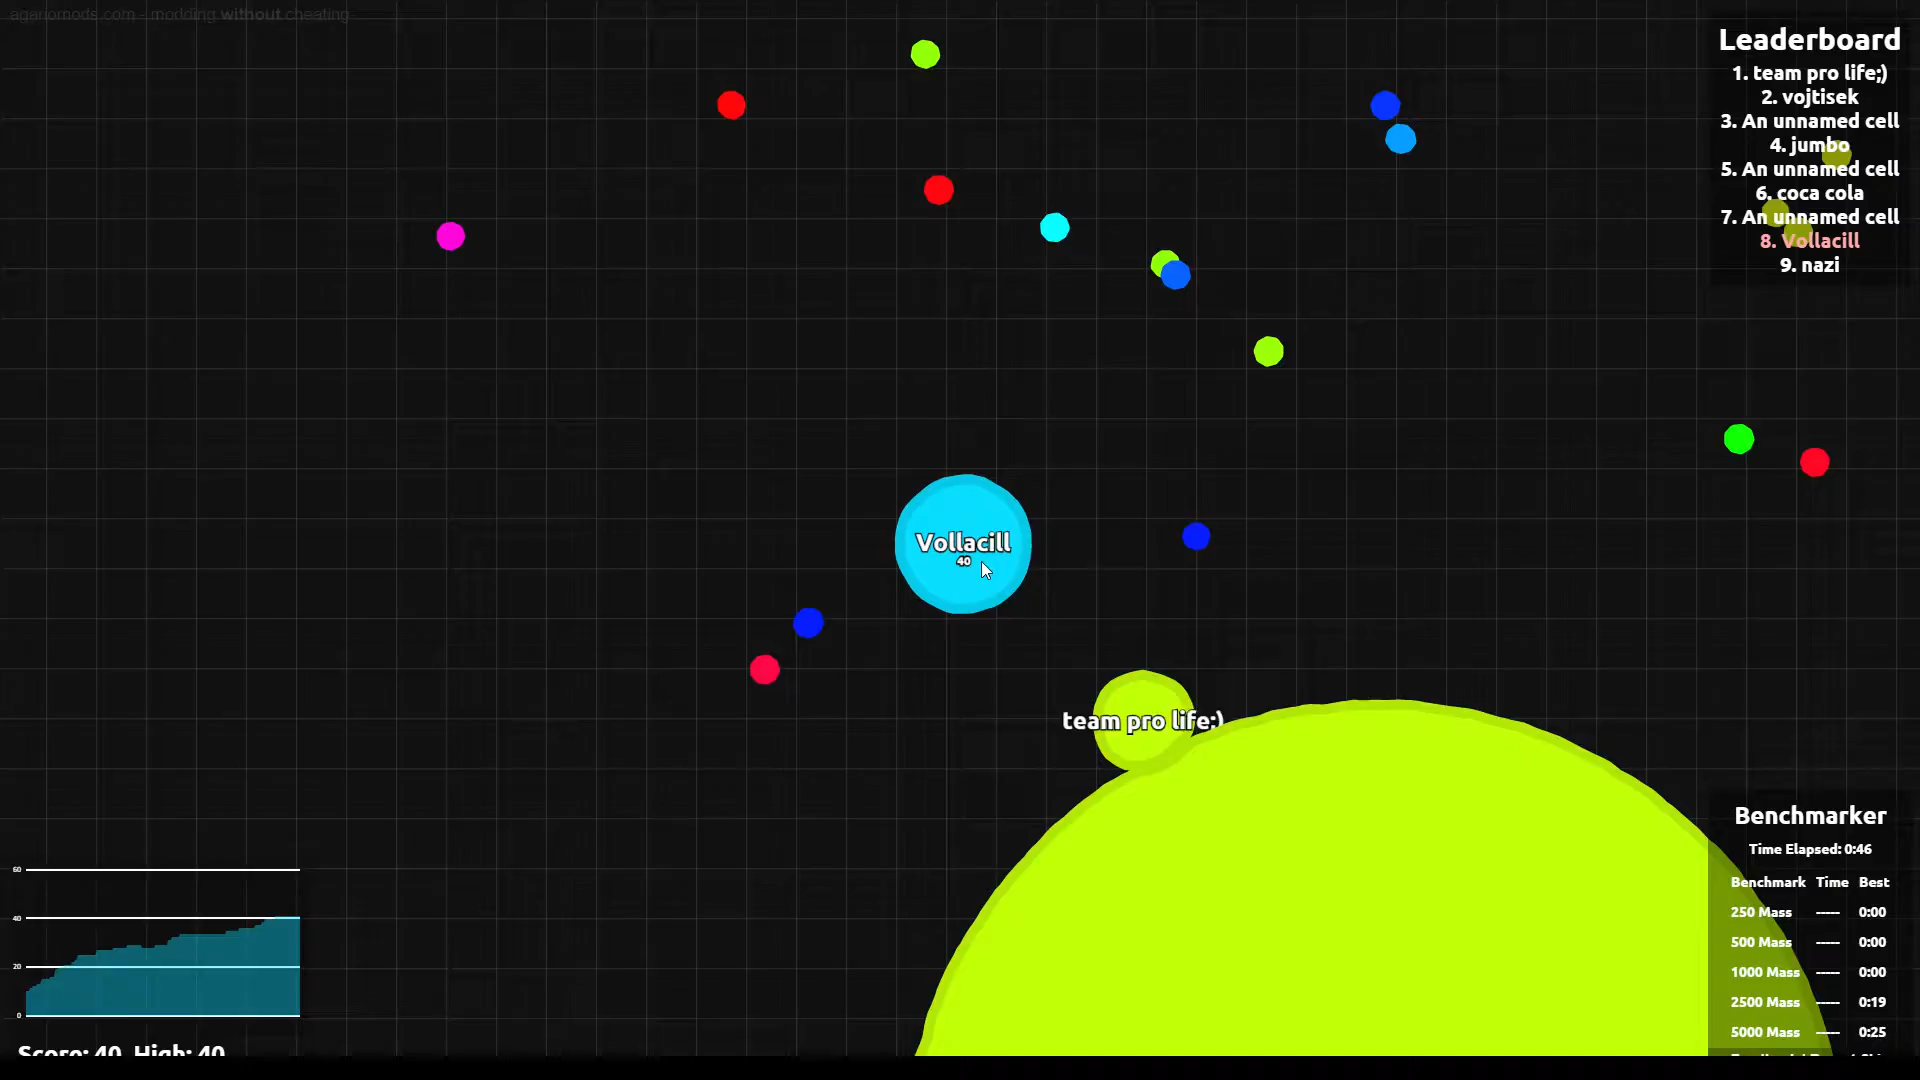 agariomods.com - modding without cheating
Leaderboard
1. team pro life;)
2. vojtisek
3. An unnamed cell
4. jumbo
5. An unnamed cell
6. coca cola
7. An unnamed cell
8. Vollacill
9. nazi
Vollacill
40
team pro life;)
Benchmarker
Time Elapsed: 0:46
Benchmark Time Best
250 Mass ----- 0:00
500 Mass ----- 0:00
1000 Mass ----- 0:00
2500 Mass ----- 0:19
5000 Mass ----- 0:25
60
40
20
0
Score: 40 High: 40